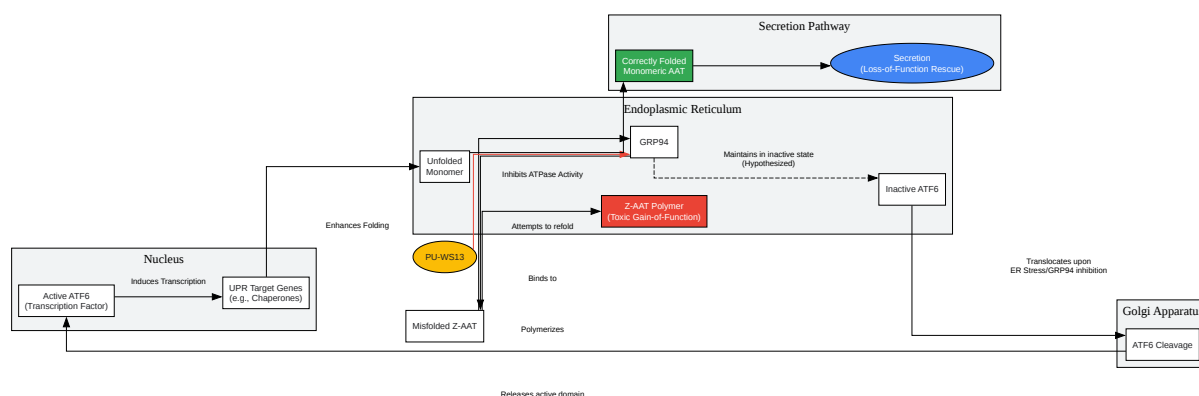 Secretion Pathway
Correctly Folded
Monomeric AAT
Secretion
(Loss-of-Function Rescue)
Endoplasmic Reticulum
GRP94
Unfolded
Monomer
Maintains in inactive state
(Hypothesized)
Inhibits ATPase Activity
Inactive ATF6
Z-AAT Polymer
(Toxic Gain-of-Function)
Enhances Folding
Attempts to refold
PU-WS13
Nucleus
Induces Transcription
UPR Target Genes
(e.g., Chaperones)
Active ATF6
(Transcription Factor)
Binds to
Translocates upon
ER Stress/GRP94 inhibition
Misfolded Z-AAT
Polymerizes
Golgi Apparatu
ATF6 Cleavage
Releases active domain